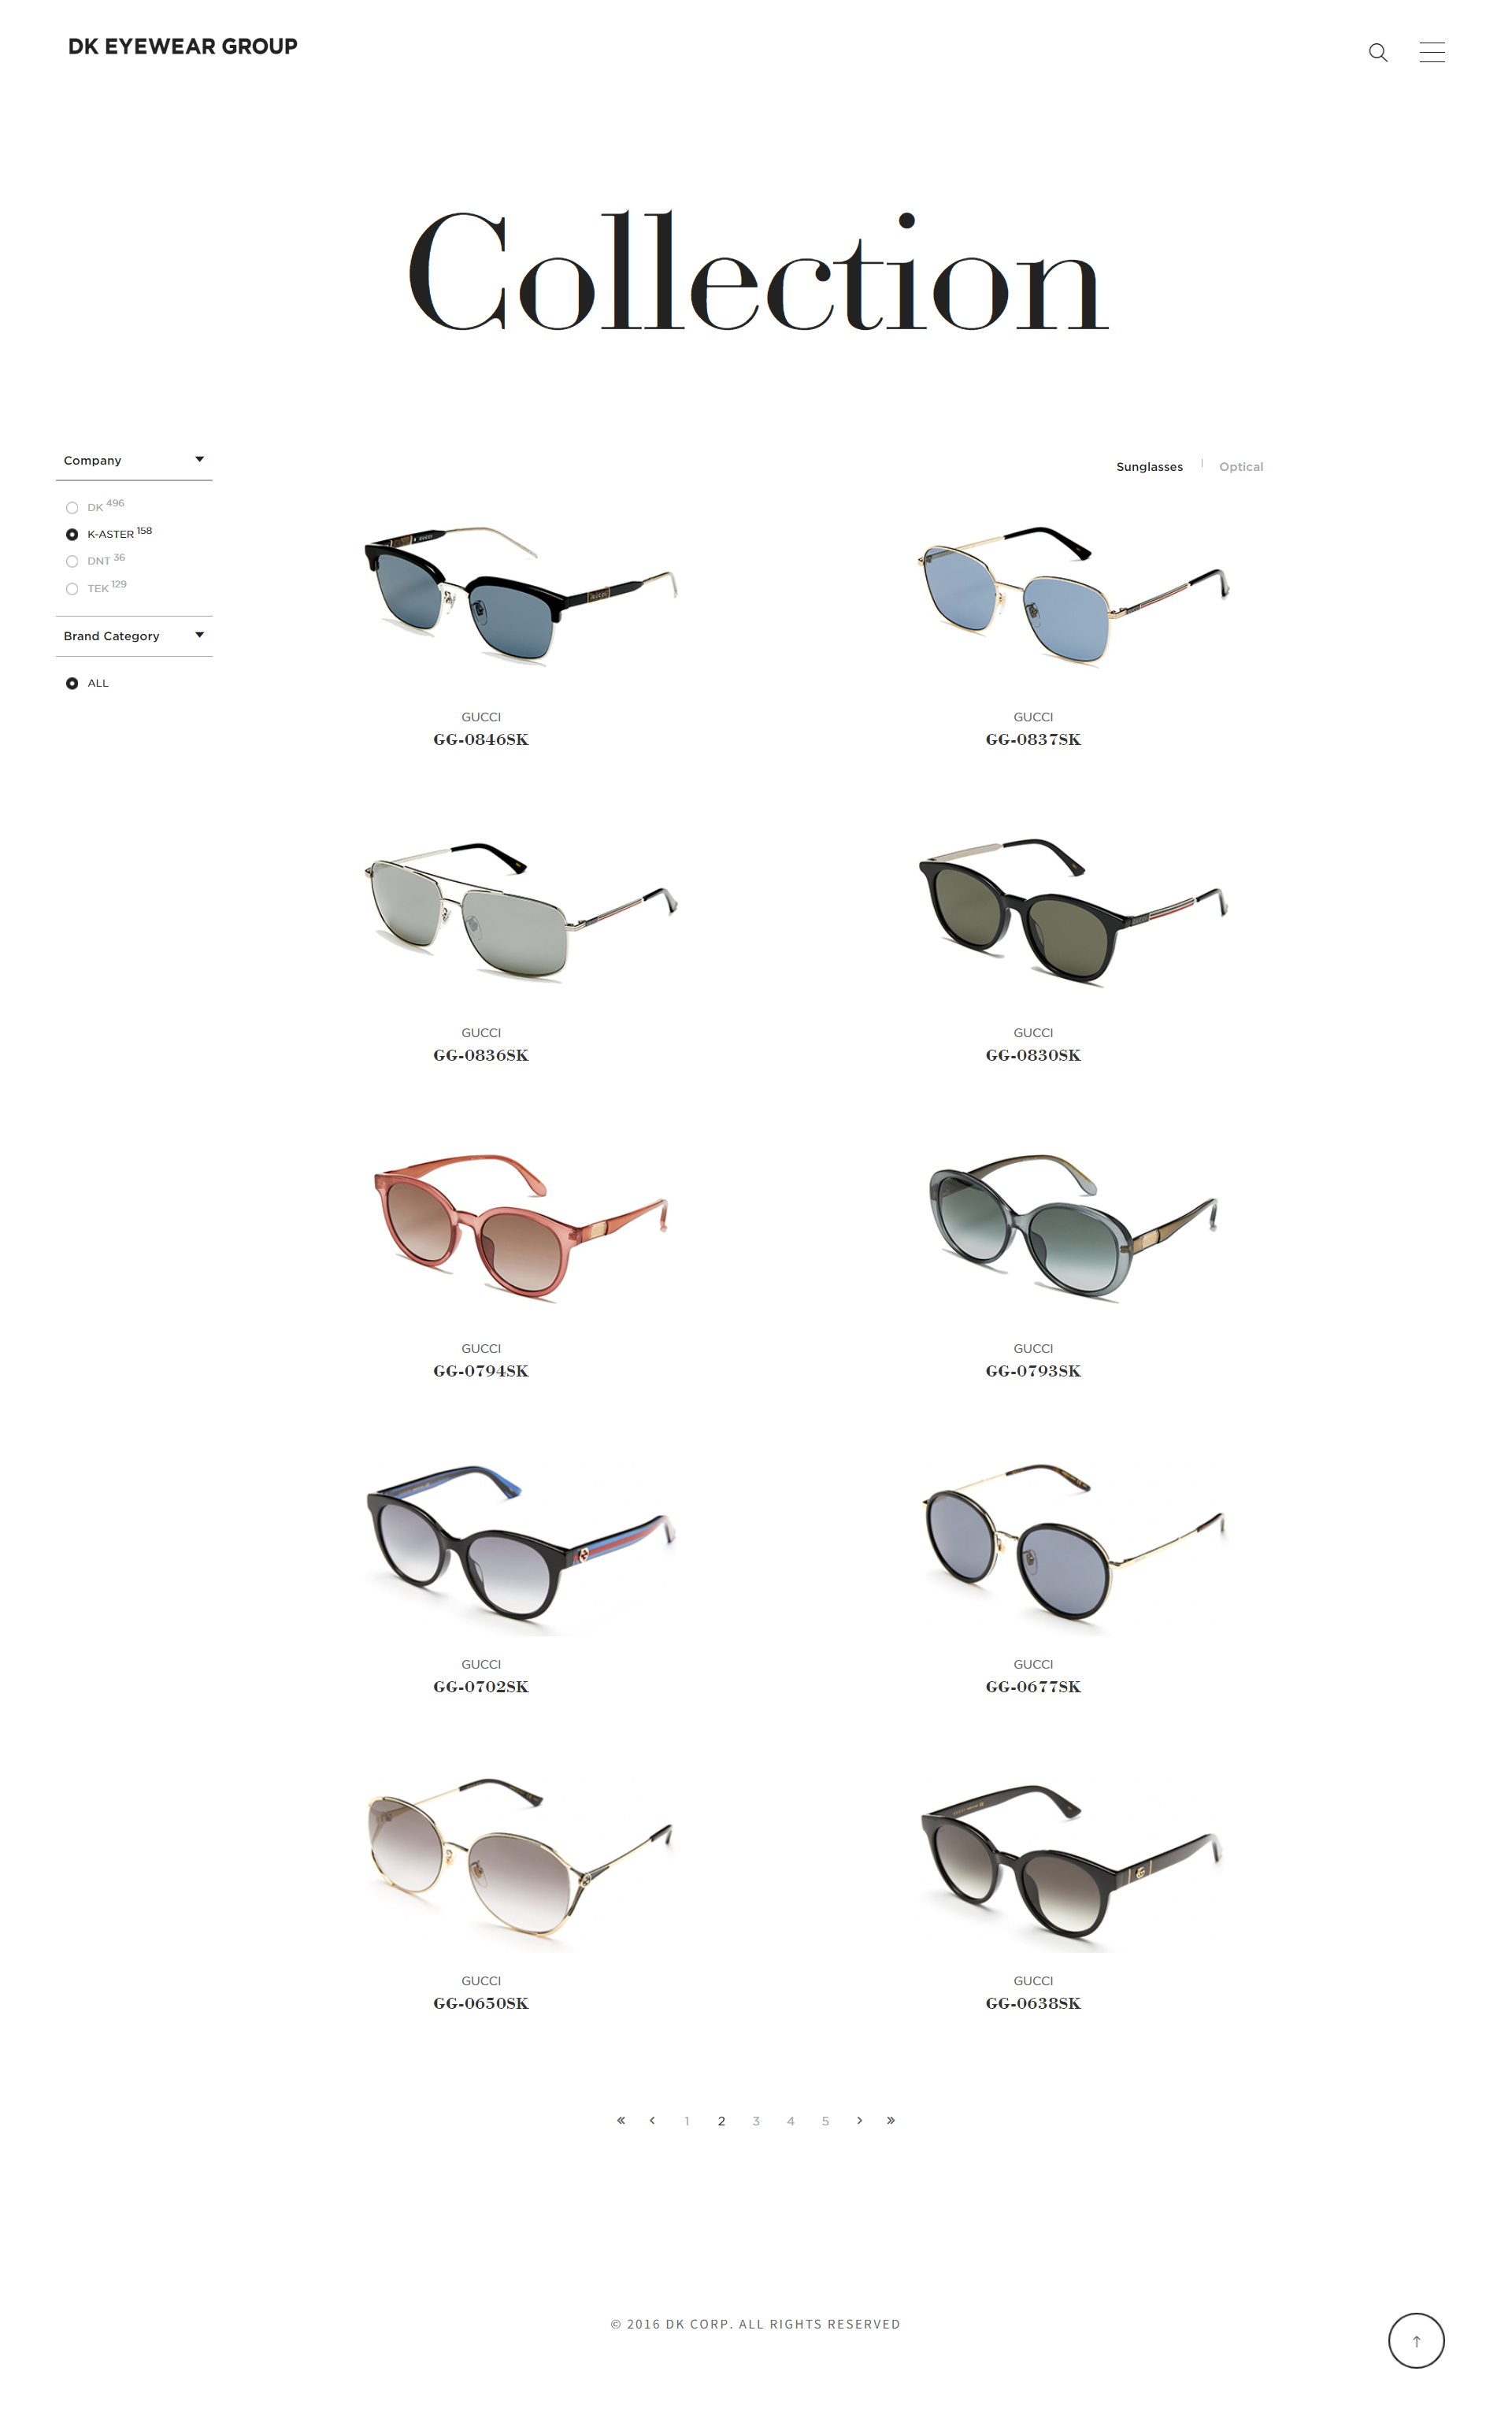 DK EYEWEAR GROUP
Collection
Company
DK 496
K-ASTER 158
DNT 36
TEK 129
Brand Category
ALL
Sunglasses | Optical
GUCCI
GG-0846SK
GUCCI
GG-0837SK
GUCCI
GG-0836SK
GUCCI
GG-0830SK
GUCCI
GG-0794SK
GUCCI
GG-0793SK
GUCCI
GG-0702SK
GUCCI
GG-0677SK
GUCCI
GG-0650SK
GUCCI
GG-0638SK
« ‹ 1 2 3 4 5 › »
© 2016 DK CORP. ALL RIGHTS RESERVED